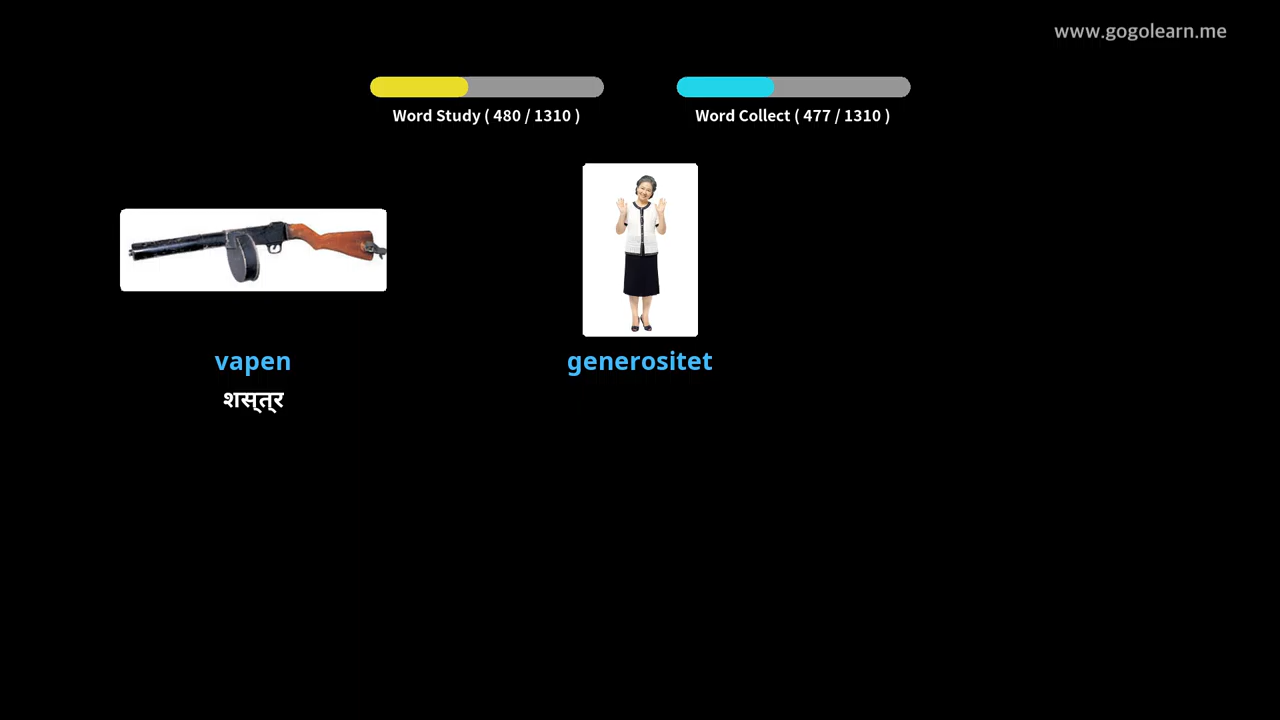 www.gogolearn.me
Word Study ( 480 / 1310 )
Word Collect ( 477 / 1310 )
vapen
generositet
शस्त्र